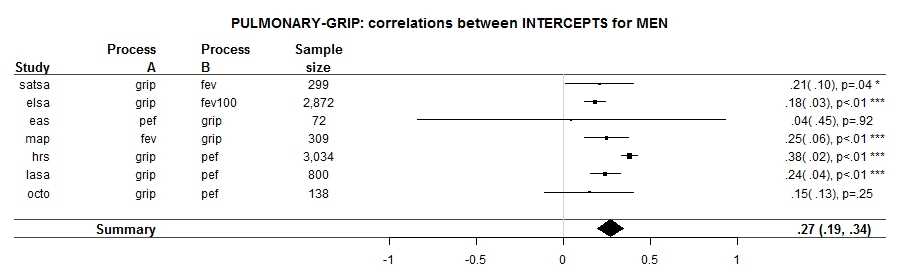 PULMONARY-GRIP: correlations between INTERCEPTS for MEN
Process Process Sample
Study A B size
satsa grip fev 299 .21( .10), p=.04 *
elsa grip fev100 2,872 .18( .03), p<.01 ***
eas pef grip 72 .04( .45), p=.92
map fev grip 309 .25( .06), p<.01 ***
hrs grip pef 3,034 .38( .02), p<.01 ***
lasa grip pef 800 .24( .04), p<.01 ***
octo grip pef 138 .15( .13), p=.25
Summary .27 (.19, .34)
-1 -0.5 0 0.5 1